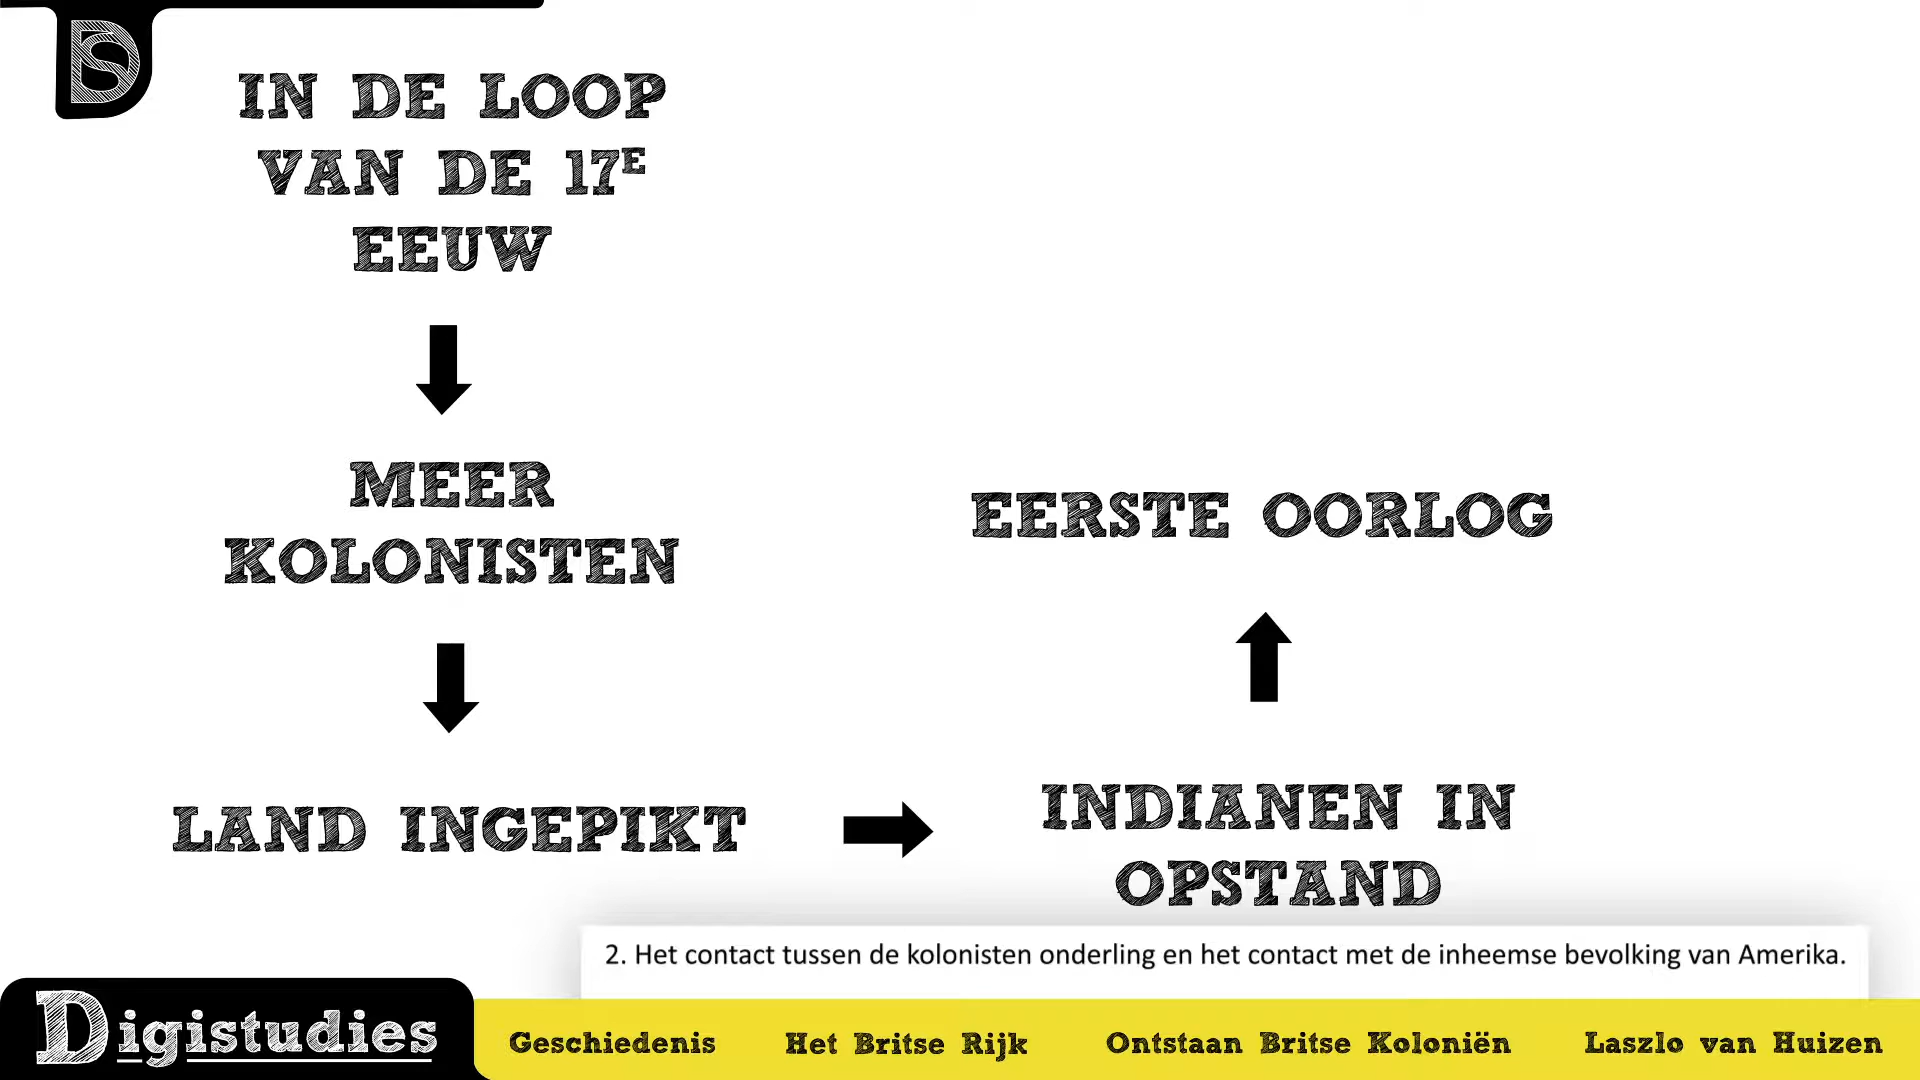 DS
IN DE LOOP
VAN DE 17E
EEUW
MEER
KOLONISTEN
LAND INGEPIKT
INDIANEN IN
OPSTAND
EERSTE OORLOG
2. Het contact tussen de kolonisten onderling en het contact met de inheemse bevolking van Amerika.
Digistudies
Geschiedenis Het Britse Rijk Ontstaan Britse Koloniën Laszlo van Huizen